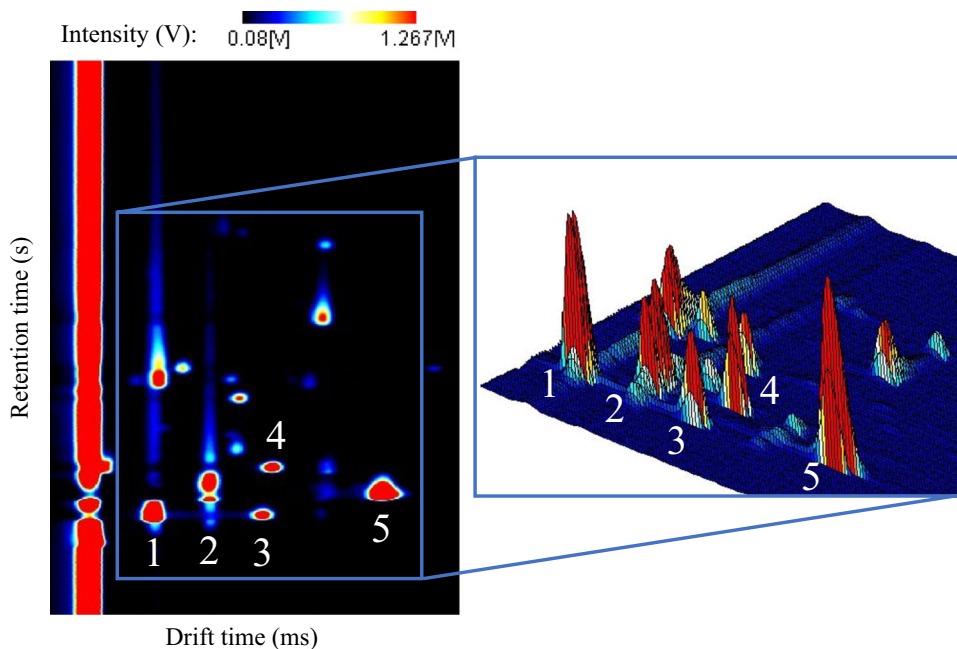 Intensity (V):
0.08[V] 1.267[V]
Retention time (s)
4
1 2 3 5
Drift time (ms)
1
2
3
4
5